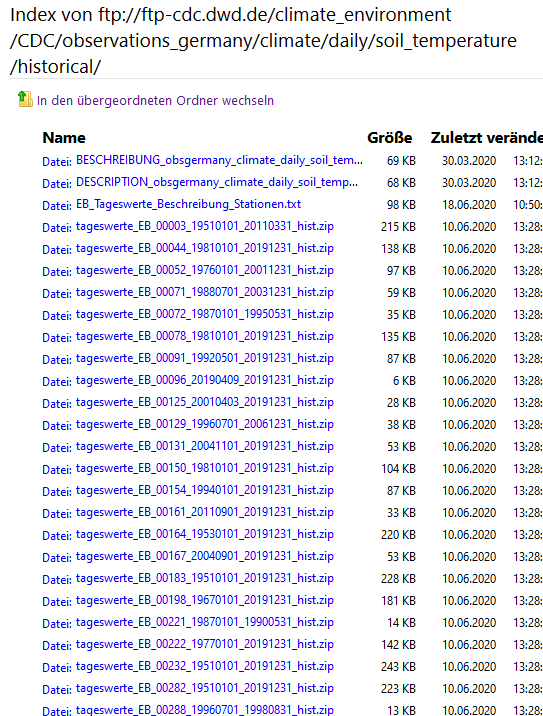 Index von ftp://ftp-cdc.dwd.de/climate_environment
/CDC/observations_germany/climate/daily/soil_temperature
/historical/
In den übergeordneten Ordner wechseln
Name Größe Zuletzt verände
Datei: BESCHREIBUNG_obsgermany_climate_daily_soil_tem... 69 KB 30.03.2020 13:12:
Datei: DESCRIPTION_obsgermany_climate_daily_soil_temp... 68 KB 30.03.2020 13:12:
Datei: EB_Tageswerte_Beschreibung_Stationen.txt 98 KB 18.06.2020 10:50:
Datei: tageswerte_EB_00003_19510101_20110331_hist.zip 215 KB 10.06.2020 13:28:
Datei: tageswerte_EB_00044_19810101_20191231_hist.zip 138 KB 10.06.2020 13:28:
Datei: tageswerte_EB_00052_19760101_20011231_hist.zip 97 KB 10.06.2020 13:28:
Datei: tageswerte_EB_00071_19880701_20031231_hist.zip 59 KB 10.06.2020 13:28:
Datei: tageswerte_EB_00072_19870101_19950531_hist.zip 35 KB 10.06.2020 13:28:
Datei: tageswerte_EB_00078_19810101_20191231_hist.zip 135 KB 10.06.2020 13:28:
Datei: tageswerte_EB_00091_19920501_20191231_hist.zip 87 KB 10.06.2020 13:28:
Datei: tageswerte_EB_00096_20190409_20191231_hist.zip 6 KB 10.06.2020 13:28:
Datei: tageswerte_EB_00125_20010403_20191231_hist.zip 28 KB 10.06.2020 13:28:
Datei: tageswerte_EB_00129_19960701_20061231_hist.zip 38 KB 10.06.2020 13:28:
Datei: tageswerte_EB_00131_20041101_20191231_hist.zip 53 KB 10.06.2020 13:28:
Datei: tageswerte_EB_00150_19810101_20191231_hist.zip 104 KB 10.06.2020 13:28:
Datei: tageswerte_EB_00154_19940101_20191231_hist.zip 87 KB 10.06.2020 13:28:
Datei: tageswerte_EB_00161_20110901_20191231_hist.zip 33 KB 10.06.2020 13:28:
Datei: tageswerte_EB_00164_19530101_20191231_hist.zip 220 KB 10.06.2020 13:28:
Datei: tageswerte_EB_00167_20040901_20191231_hist.zip 53 KB 10.06.2020 13:28:
Datei: tageswerte_EB_00183_19510101_20191231_hist.zip 228 KB 10.06.2020 13:28:
Datei: tageswerte_EB_00198_19670101_20191231_hist.zip 181 KB 10.06.2020 13:28:
Datei: tageswerte_EB_00221_19870101_19900531_hist.zip 14 KB 10.06.2020 13:28:
Datei: tageswerte_EB_00222_19770101_20191231_hist.zip 142 KB 10.06.2020 13:28:
Datei: tageswerte_EB_00232_19510101_20191231_hist.zip 243 KB 10.06.2020 13:28:
Datei: tageswerte_EB_00282_19510101_20191231_hist.zip 223 KB 10.06.2020 13:28:
Datei: tageswerte_EB_00288_19960701_19980831_hist.zip 13 KB 10.06.2020 13:28: